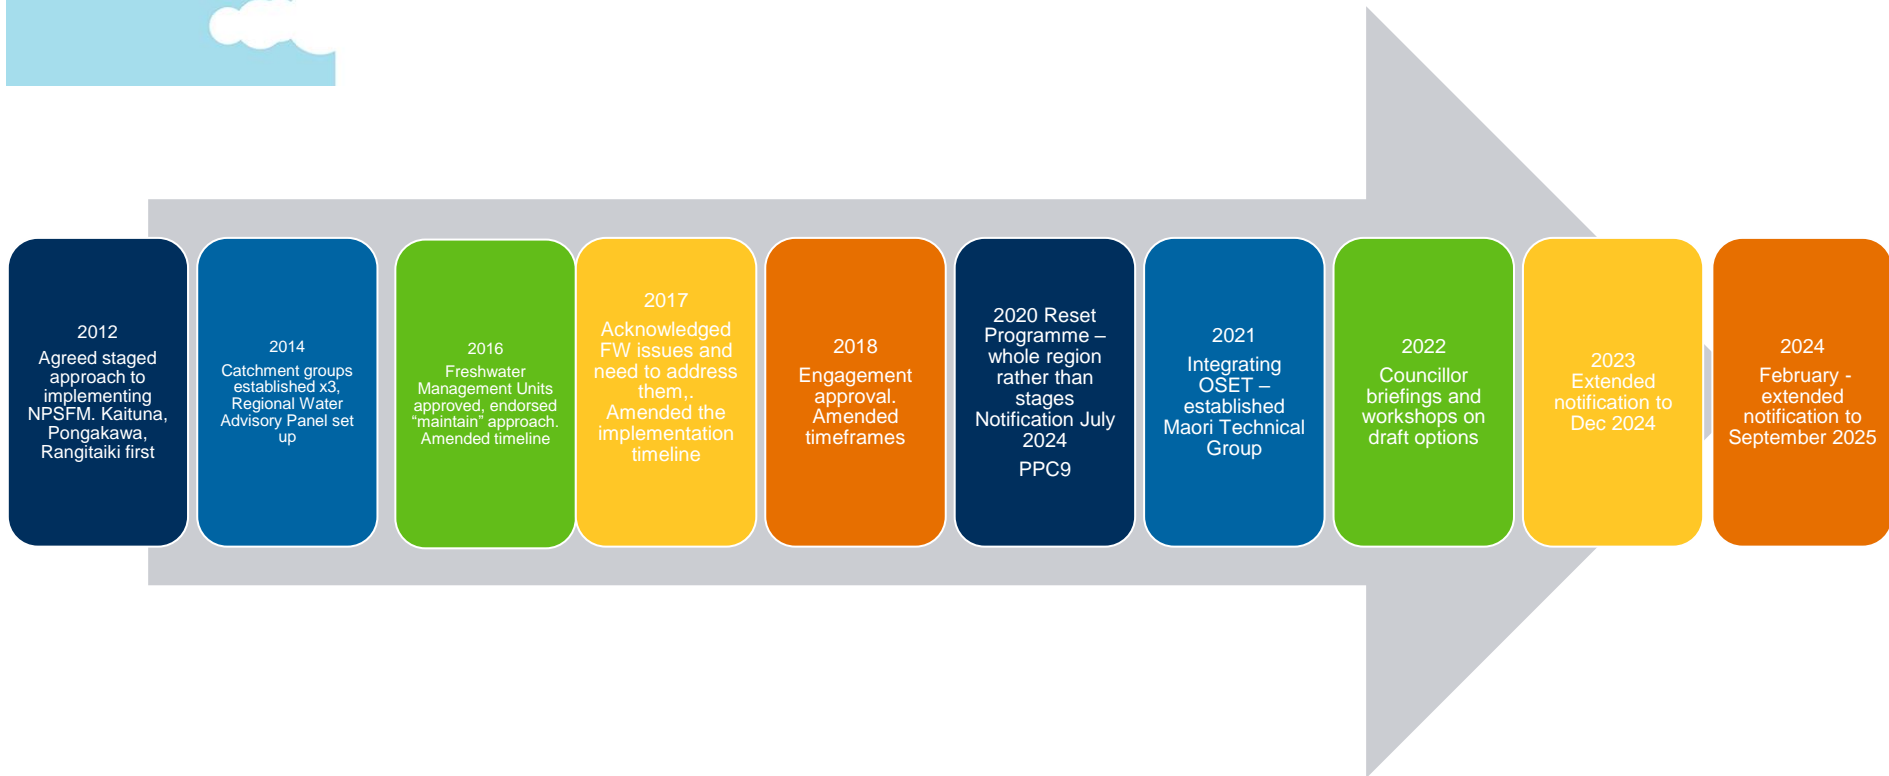 2012
Agreed staged
approach to
implementing
NPSFM. Kaituna,
Pongakawa,
Rangitaiki first
2014
Catchment groups
established x3,
Regional Water
Advisory Panel set
up
2016
Freshwater
Management Units
approved, endorsed
“maintain” approach.
Amended timeline
2017
Acknowledged
FW issues and
need to address
them,.
Amended the
implementation
timeline
2018
Engagement
approval.
Amended
timeframes
2020 Reset
Programme –
whole region
rather than
stages
Notification July
2024
PPC9
2021
Integrating
OSET –
established
Maori Technical
Group
2022
Councillor
briefings and
workshops on
draft options
2023
Extended
notification to
Dec 2024
2024
February -
extended
notification to
September 2025